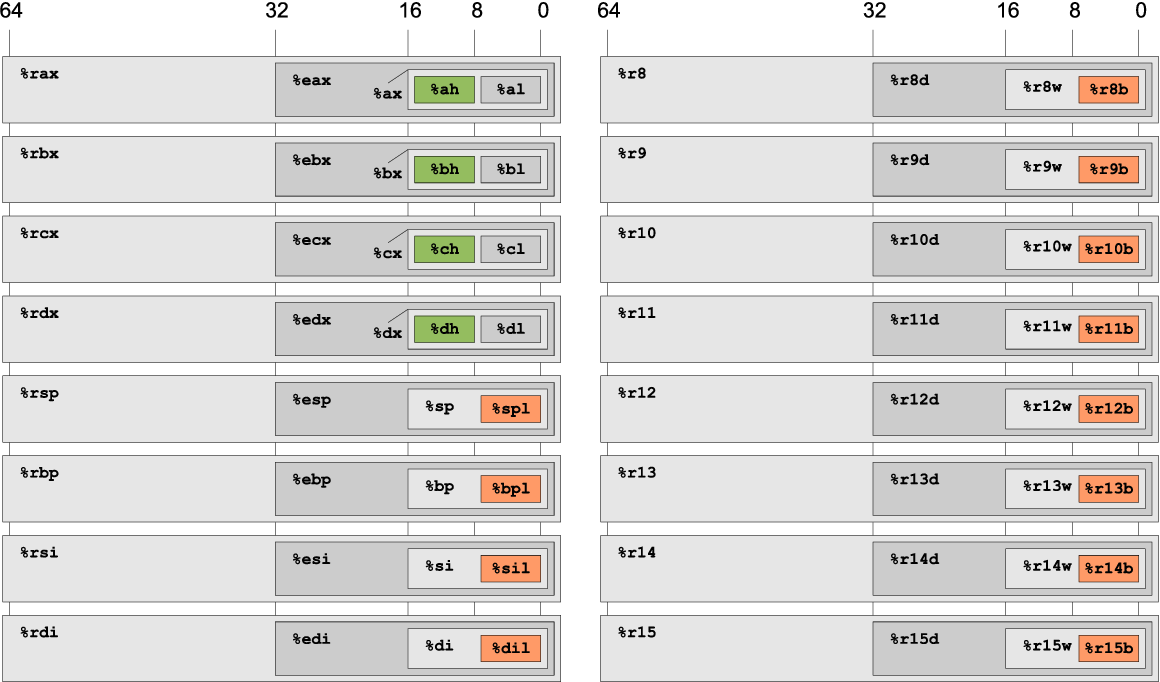 64 32 16 8 0 64 32 16 8 0
%rax %eax %ax %ah %al %r8 %r8d %r8w %r8b
%rbx %ebx %bx %bh %bl %r9 %r9d %r9w %r9b
%rcx %ecx %cx %ch %cl %r10 %r10d %r10w %r10b
%rdx %edx %dx %dh %dl %r11 %r11d %r11w %r11b
%rsp %esp %sp %spl %r12 %r12d %r12w %r12b
%rbp %ebp %bp %bpl %r13 %r13d %r13w %r13b
%rsi %esi %si %sil %r14 %r14d %r14w %r14b
%rdi %edi %di %dil %r15 %r15d %r15w %r15b